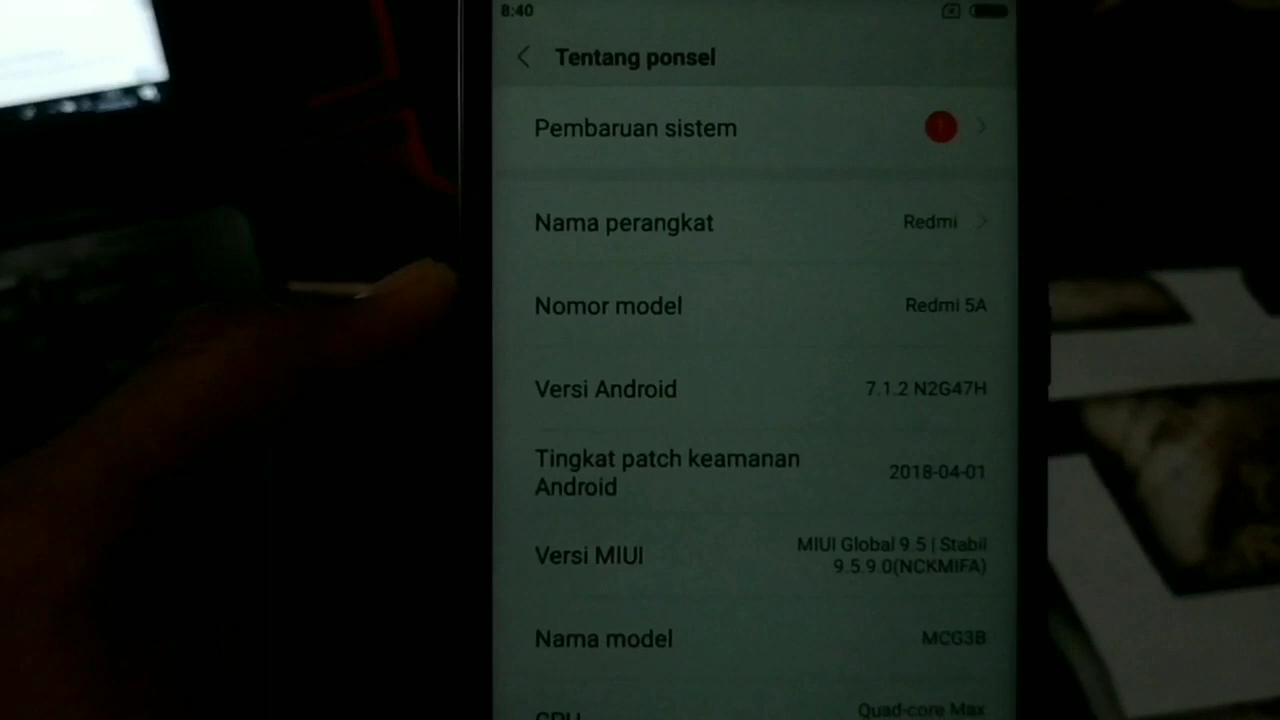 8:40
Tentang ponsel
Pembaruan sistem
Nama perangkat Redmi
Nomor model Redmi 5A
Versi Android 7.1.2 N2G47H
Tingkat patch keamanan
Android 2018-04-01
Versi MIUI MIUI Global 9.5 | Stabil
9.5.9.0(NCKMIFA)
Nama model MCG3B
CPU Quad-core Max